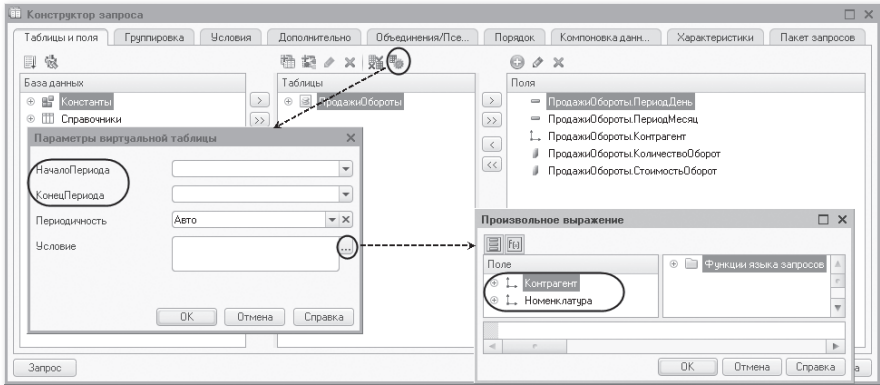 Конструктор запроса
Таблицы и поля Группировка Условия Дополнительно Объединения/Псе... Порядок Компоновка данн... Характеристики Пакет запросов
База данных Таблицы Поля
Константы ПродажиОбороты ПродажиОбороты.ПериодДень
Справочники ПродажиОбороты.ПериодМесяц
ПродажиОбороты.Контрагент
ПродажиОбороты.КоличествоОборот
ПродажиОбороты.СтоимостьОборот
Параметры виртуальной таблицы
НачалоПериода
КонецПериода
Периодичность Авто
Условие ...
OK Отмена Справка
Произвольное выражение
Поле Функции языка запросов
Контрагент
Номенклатура
OK Отмена Справка
Запрос